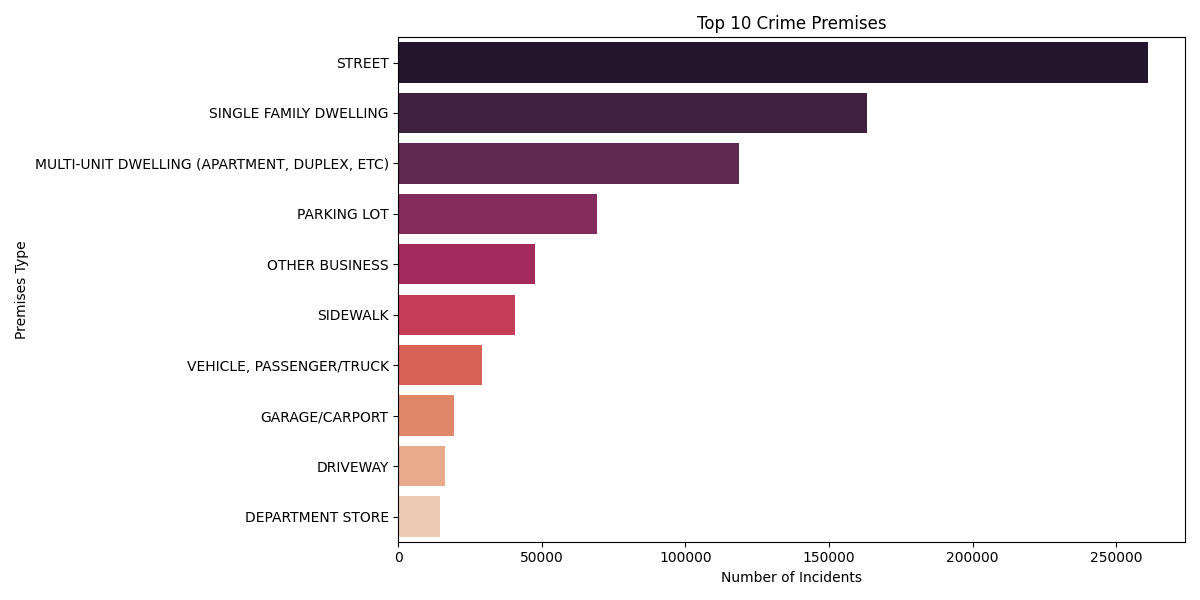 Top 10 Crime Premises
Premises Type
STREET
SINGLE FAMILY DWELLING
MULTI-UNIT DWELLING (APARTMENT, DUPLEX, ETC)
PARKING LOT
OTHER BUSINESS
SIDEWALK
VEHICLE, PASSENGER/TRUCK
GARAGE/CARPORT
DRIVEWAY
DEPARTMENT STORE
0 50000 100000 150000 200000 250000
Number of Incidents